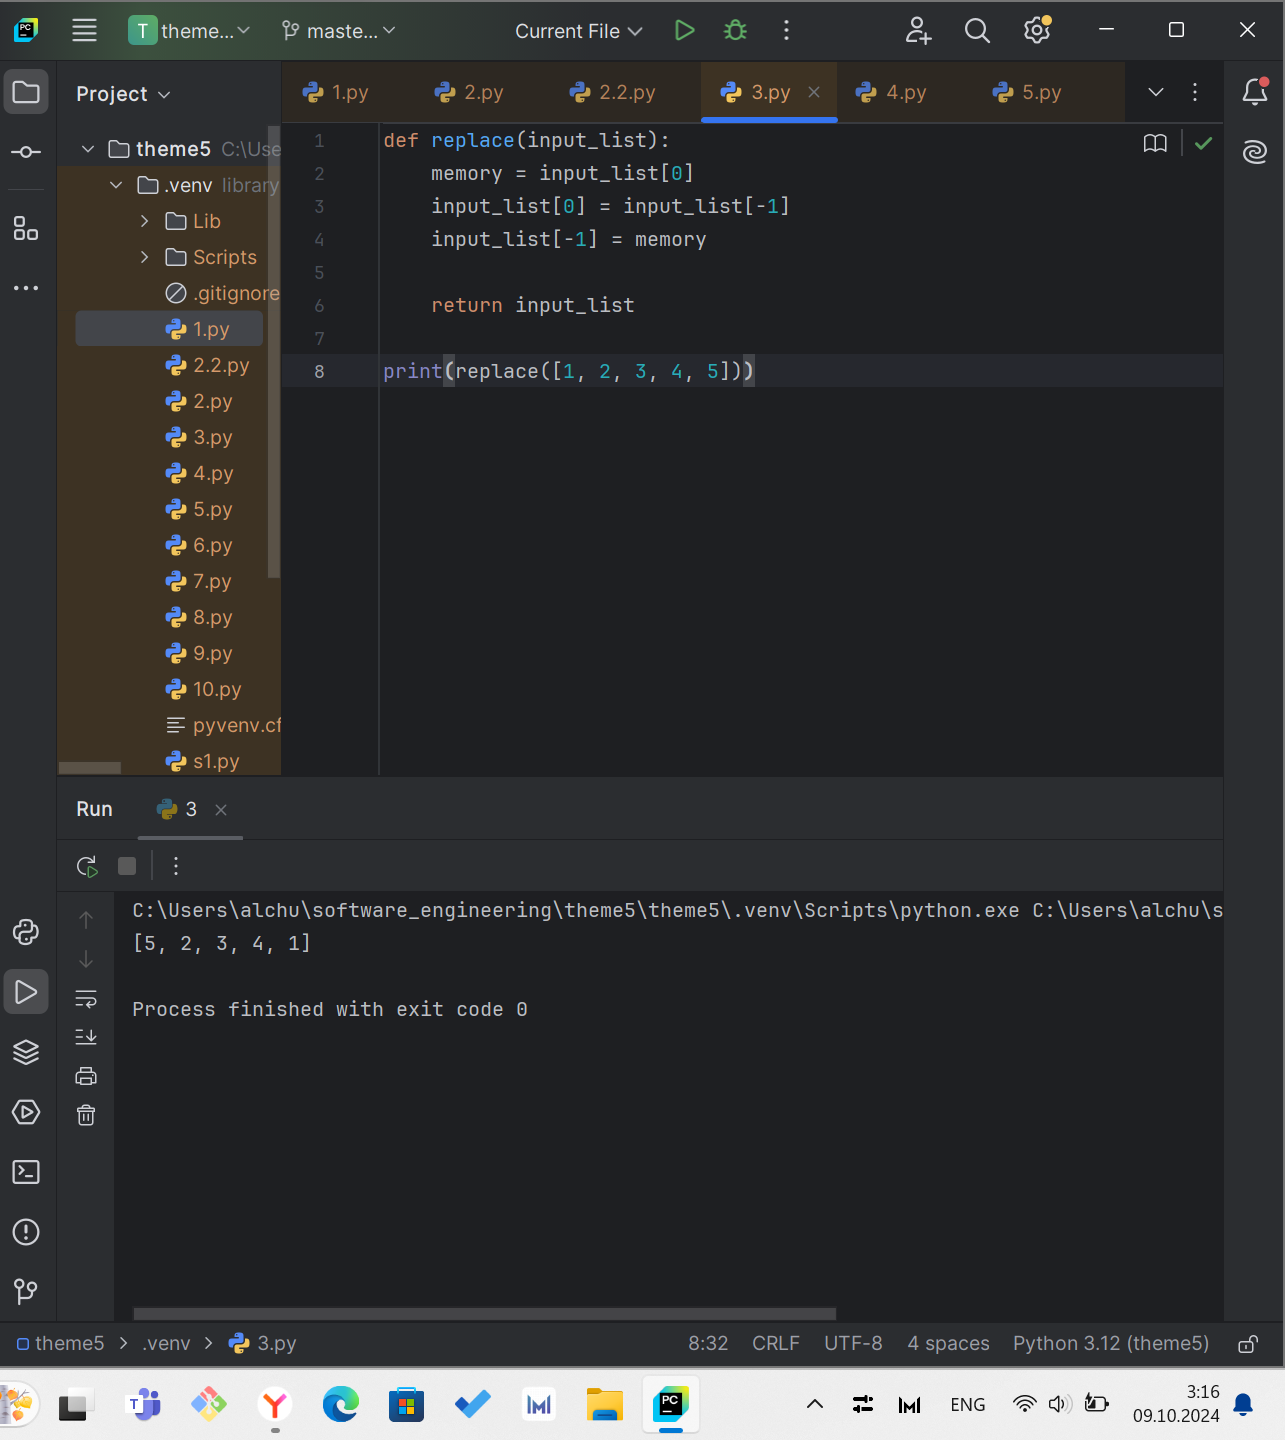 T theme...
maste...
Current File
Project
1.py
2.py
2.2.py
3.py
4.py
5.py
theme5 C:\Use
.venv library
Lib
Scripts
.gitignore
1.py
2.2.py
2.py
3.py
4.py
5.py
6.py
7.py
8.py
9.py
10.py
pyvenv.cf
s1.py
1 def replace(input_list):
2 memory = input_list[0]
3 input_list[0] = input_list[-1]
4 input_list[-1] = memory
5
6 return input_list
7
8 print(replace([1, 2, 3, 4, 5]))
Run 3
C:\Users\alchu\software_engineering\theme5\theme5\.venv\Scripts\python.exe C:\Users\alchu\s
[5, 2, 3, 4, 1]
Process finished with exit code 0
theme5 > .venv > 3.py
8:32 CRLF UTF-8 4 spaces Python 3.12 (theme5)
ENG
3:16
09.10.2024